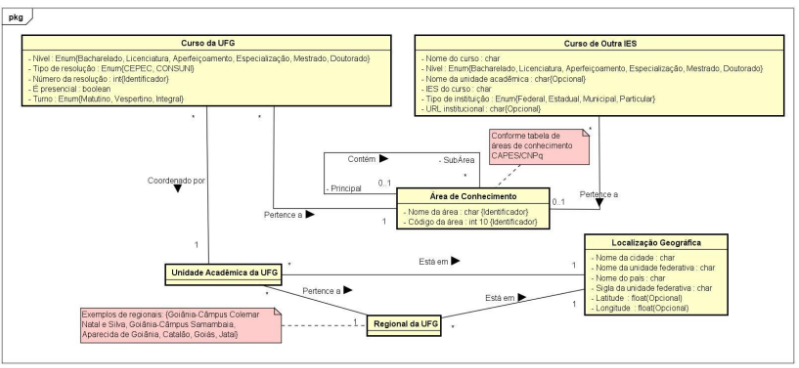 pkg
Curso da UFG
- Nível : Enum{Bacharelado, Licenciatura, Aperfeiçoamento, Especialização, Mestrado, Doutorado}
- Tipo de resolução : Enum{CEPEC, CONSUNI}
- Número da resolução : int{Identificador}
- É presencial : boolean
- Turno : Enum{Matutino, Vespertino, Integral}
Curso de Outra IES
- Nome do curso : char
- Nível : Enum{Bacharelado, Licenciatura, Aperfeiçoamento, Especialização, Mestrado, Doutorado}
- Nome da unidade acadêmica : char{Opcional}
- IES do curso : char
- Tipo de instituição : Enum{Federal, Estadual, Municipal, Particular}
- URL institucional : char{Opcional}
*
*
*
Conforme tabela de
áreas de conhecimento
CAPES/CNPq
Contém
- SubÁrea
*
- Principal
0..1
Coordenado por
Pertence a
1
Área de Conhecimento
- Nome da área : char {Identificador}
- Código da área : int 10 {Identificador}
0..1
Pertence a
1
*
Unidade Acadêmica da UFG
*
Está em
1
Localização Geográfica
- Nome da cidade : char
- Nome da unidade federativa : char
- Nome do país : char
- Sigla da unidade federativa : char
- Latitude : float{Opcional}
- Longitude : float{Opcional}
Pertence a
Está em
1
Exemplos de regionais: {Goiânia-Câmpus Colemar
Natal e Silva, Goiânia-Câmpus Samambaia,
Aparecida de Goiânia, Catalão, Goiás, Jataí}
1
Regional da UFG
*